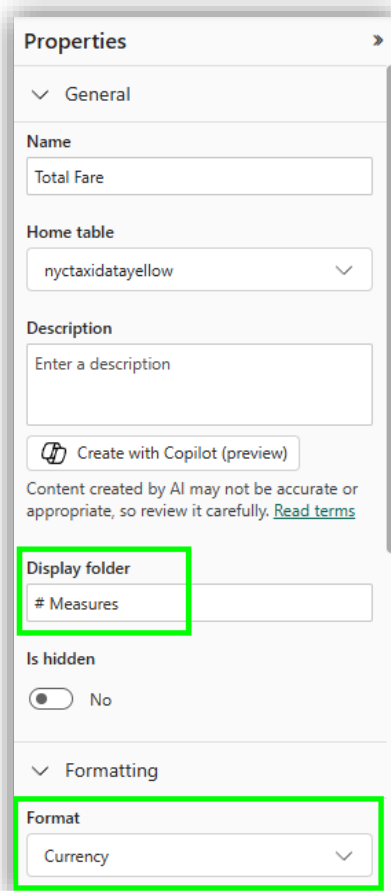 Properties
General
Name
Total Fare
Home table
nyctaxidatayellow
Description
Enter a description
Create with Copilot (preview)
Content created by AI may not be accurate or
appropriate, so review it carefully. Read terms
Display folder
# Measures
Is hidden
No
Formatting
Format
Currency